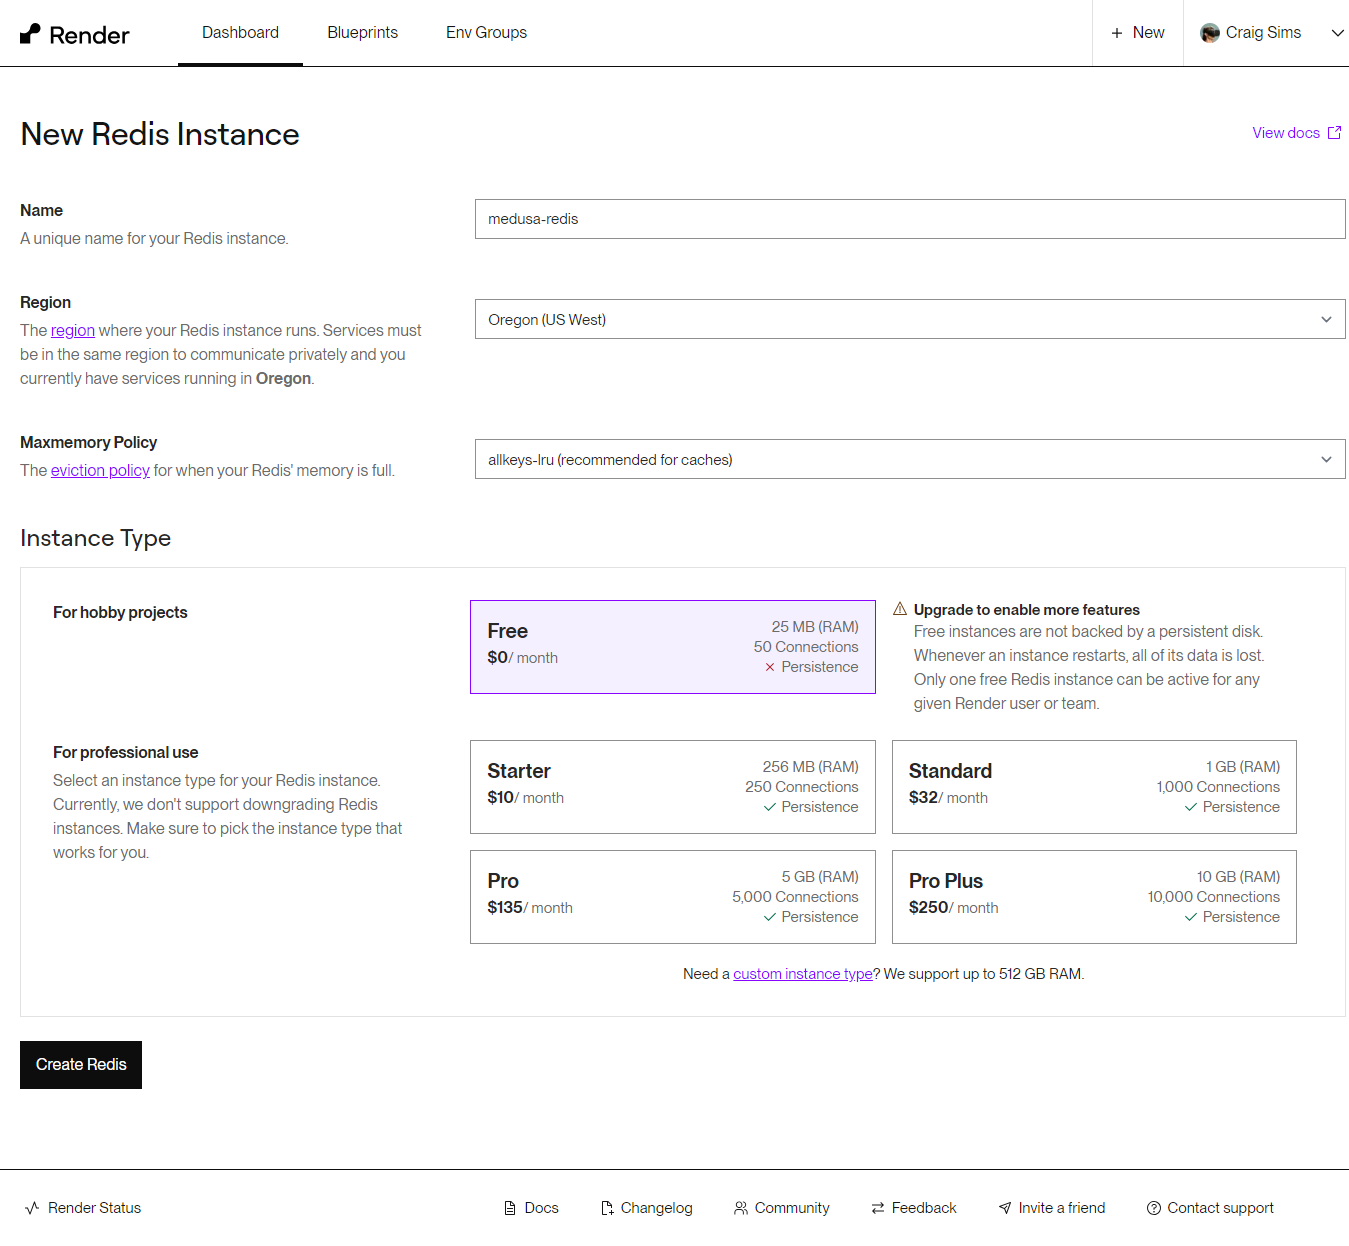 Render
Dashboard
Blueprints
Env Groups
+ New
Craig Sims
New Redis Instance
View docs
Name
A unique name for your Redis instance.
medusa-redis
Region
The region where your Redis instance runs. Services must
be in the same region to communicate privately and you
currently have services running in Oregon.
Oregon (US West)
Maxmemory Policy
The eviction policy for when your Redis' memory is full.
allkeys-lru (recommended for caches)
Instance Type
For hobby projects
Free
$0/ month
25 MB (RAM)
50 Connections
Persistence
Upgrade to enable more features
Free instances are not backed by a persistent disk.
Whenever an instance restarts, all of its data is lost.
Only one free Redis instance can be active for any
given Render user or team.
For professional use
Select an instance type for your Redis instance.
Currently, we don't support downgrading Redis
instances. Make sure to pick the instance type that
works for you.
Starter
$10/ month
256 MB (RAM)
250 Connections
Persistence
Standard
$32/ month
1 GB (RAM)
1,000 Connections
Persistence
Pro
$135/ month
5 GB (RAM)
5,000 Connections
Persistence
Pro Plus
$250/ month
10 GB (RAM)
10,000 Connections
Persistence
Need a custom instance type? We support up to 512 GB RAM.
Create Redis
Render Status
Docs
Changelog
Community
Feedback
Invite a friend
Contact support